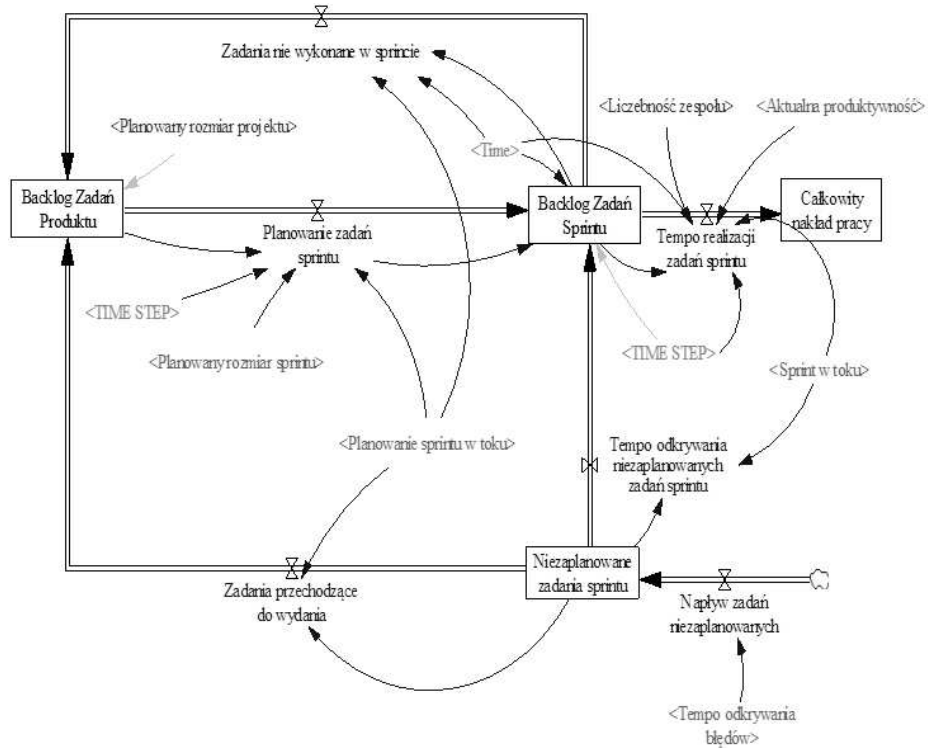 Zadania nie wykonane w sprincie
<Liczebność zespołu>
<Aktualna produktywność>
<Planowany rozmiar projektu>
<Time>
Backlog Zadań
Produktu
Backlog Zadań
Sprintu
Całkowity
nakład pracy
Planowanie zadań
sprintu
Tempo realizacji
zadań sprintu
<TIME STEP>
<Planowany rozmiar sprintu>
<TIME STEP>
<Sprint w toku>
<Planowanie sprintu w toku>
Tempo odkrywania
niezaplanowanych
zadań sprintu
Niezaplanowane
zadania sprintu
Zadania przechodzące
do wydania
Napływ zadań
niezaplanowanych
<Tempo odkrywania
błędów>